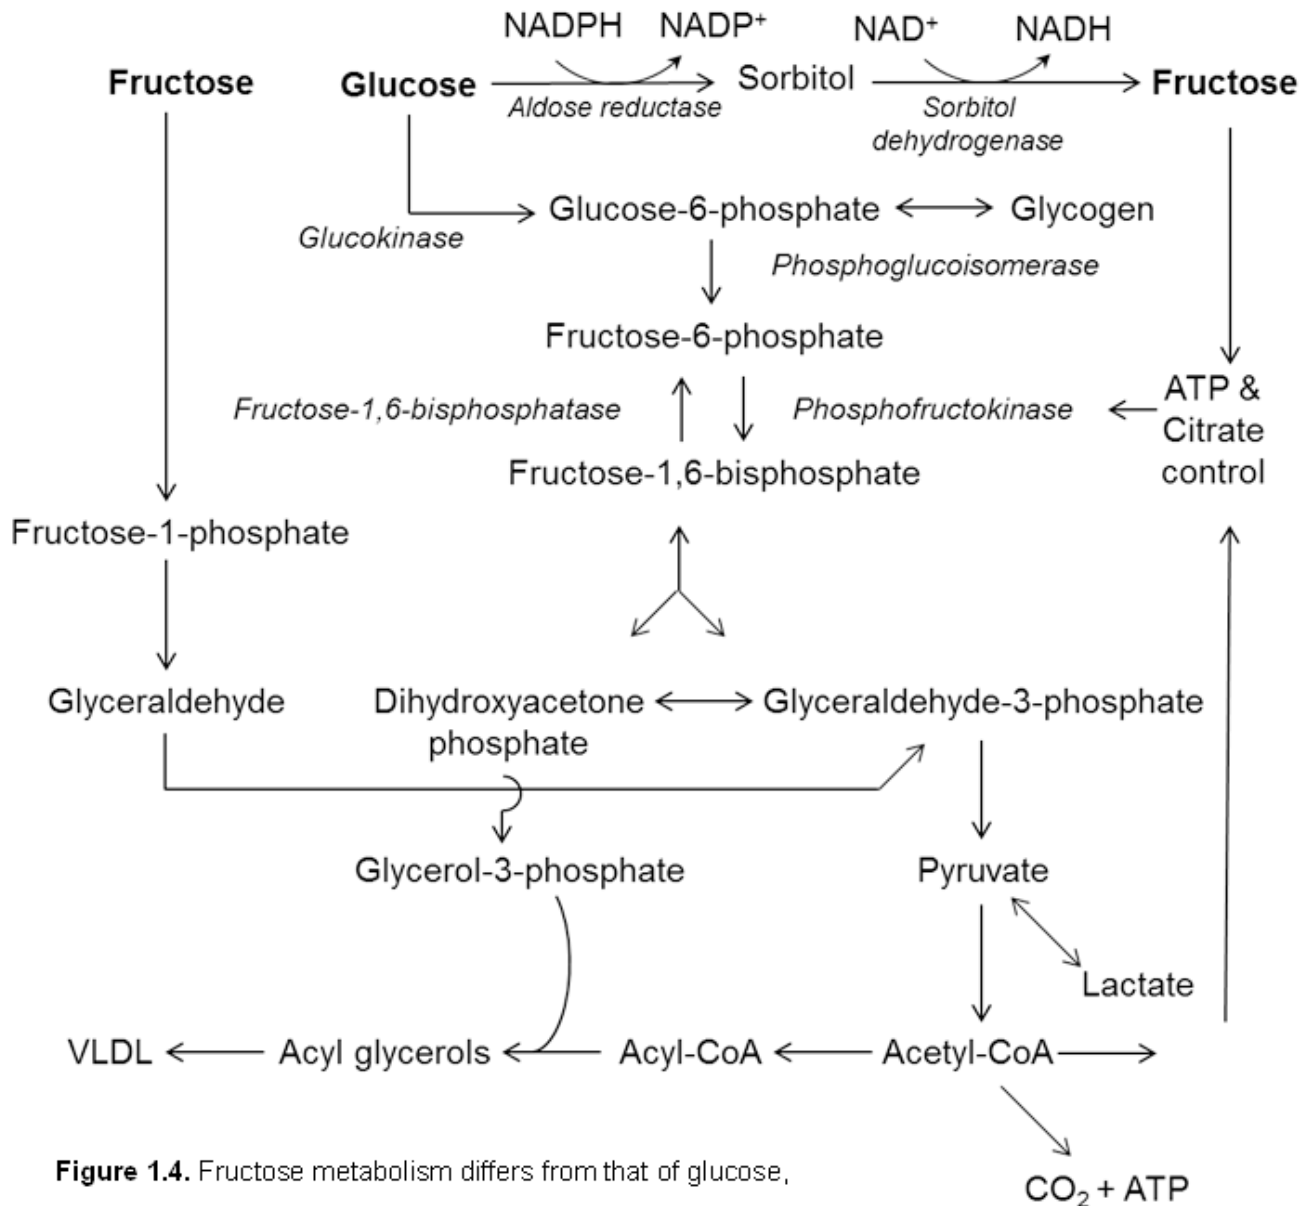 NADPH NADP⁺ NAD⁺ NADH
Fructose Glucose Sorbitol Fructose
Aldose reductase Sorbitol
dehydrogenase
Glucose-6-phosphate Glycogen
Glucokinase
Phosphoglucoisomerase
Fructose-6-phosphate
Fructose-1,6-bisphosphatase Phosphofructokinase ATP &
Citrate
control
Fructose-1,6-bisphosphate
Fructose-1-phosphate
Glyceraldehyde Dihydroxyacetone Glyceraldehyde-3-phosphate
phosphate
Glycerol-3-phosphate Pyruvate
Lactate
VLDL Acyl glycerols Acyl-CoA Acetyl-CoA
Figure 1.4. Fructose metabolism differs from that of glucose,
CO₂ + ATP